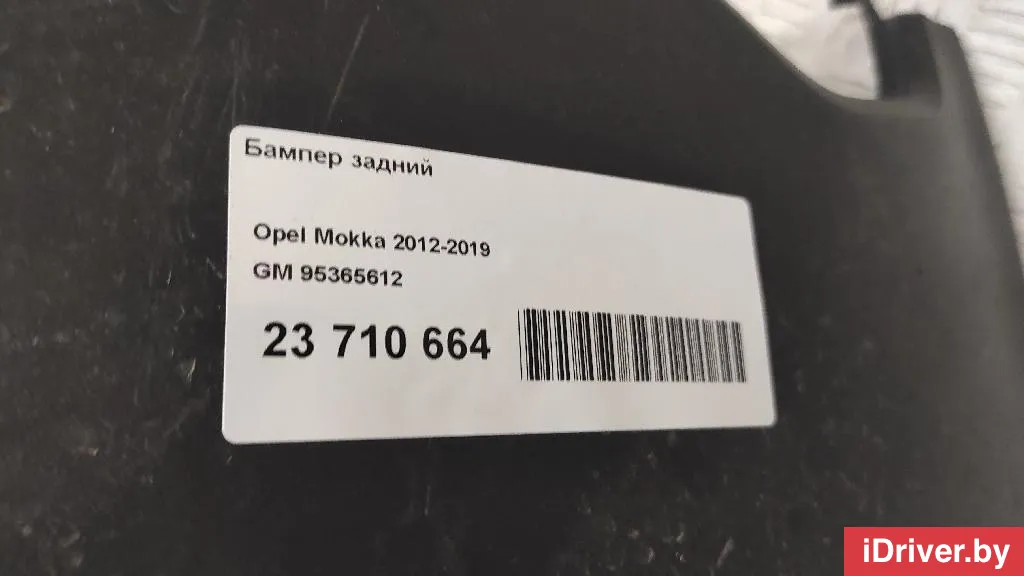 Бампер задний
Opel Mokka 2012-2019
GM 95365612
23 710 664
iDriver.by